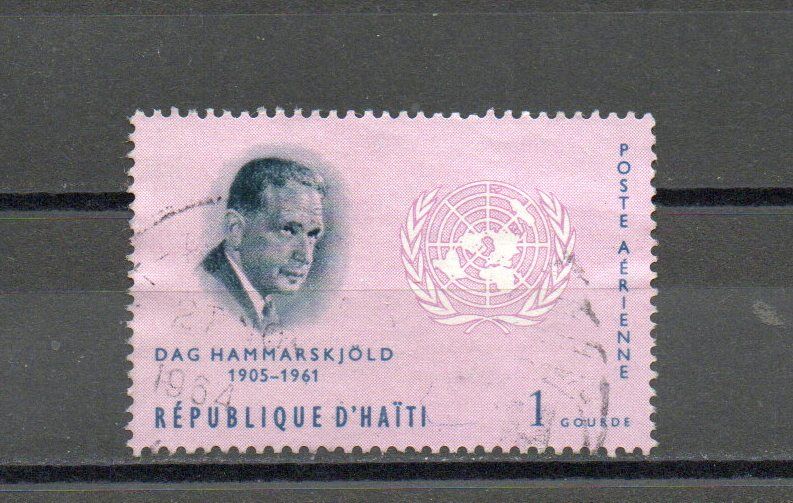 DAG HAMMARSKJÖLD
1905-1961
RÉPUBLIQUE D'HAÏTI
1 GOURDE
POSTE AÉRIENNE
1964